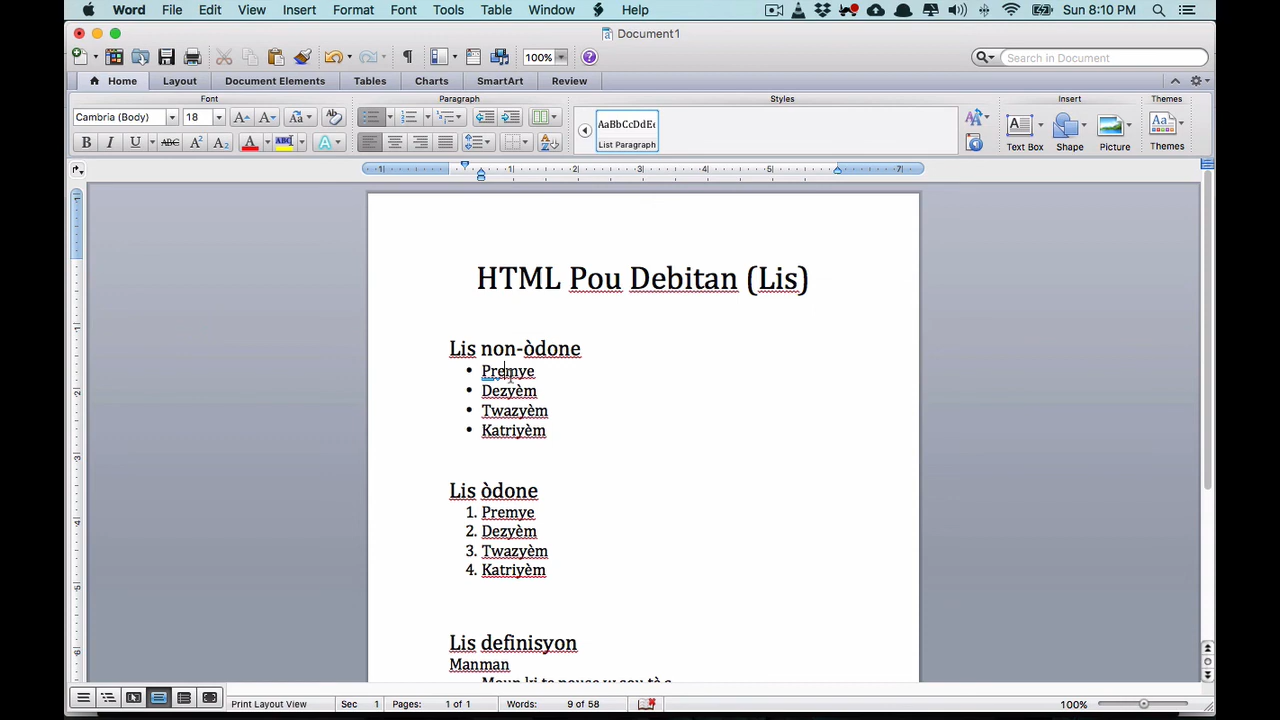 Word File Edit View Insert Format Font Tools Table Window Help Sun 8:10 PM
Document1
100% Search in Document
Home Layout Document Elements Tables Charts SmartArt Review
Font Paragraph Styles Insert Themes
Cambria (Body) 18
AaBbCcDdEe
List Paragraph
Text Box Shape Picture Themes
HTML Pou Debitan (Lis)
Lis non-òdone
• Premye
• Dezyèm
• Twazyèm
• Katriyèm
Lis òdone
1. Premye
2. Dezyèm
3. Twazyèm
4. Katriyèm
Lis definisyon
Manman
Print Layout View Sec 1 Pages: 1 of 1 Words: 9 of 58 100%